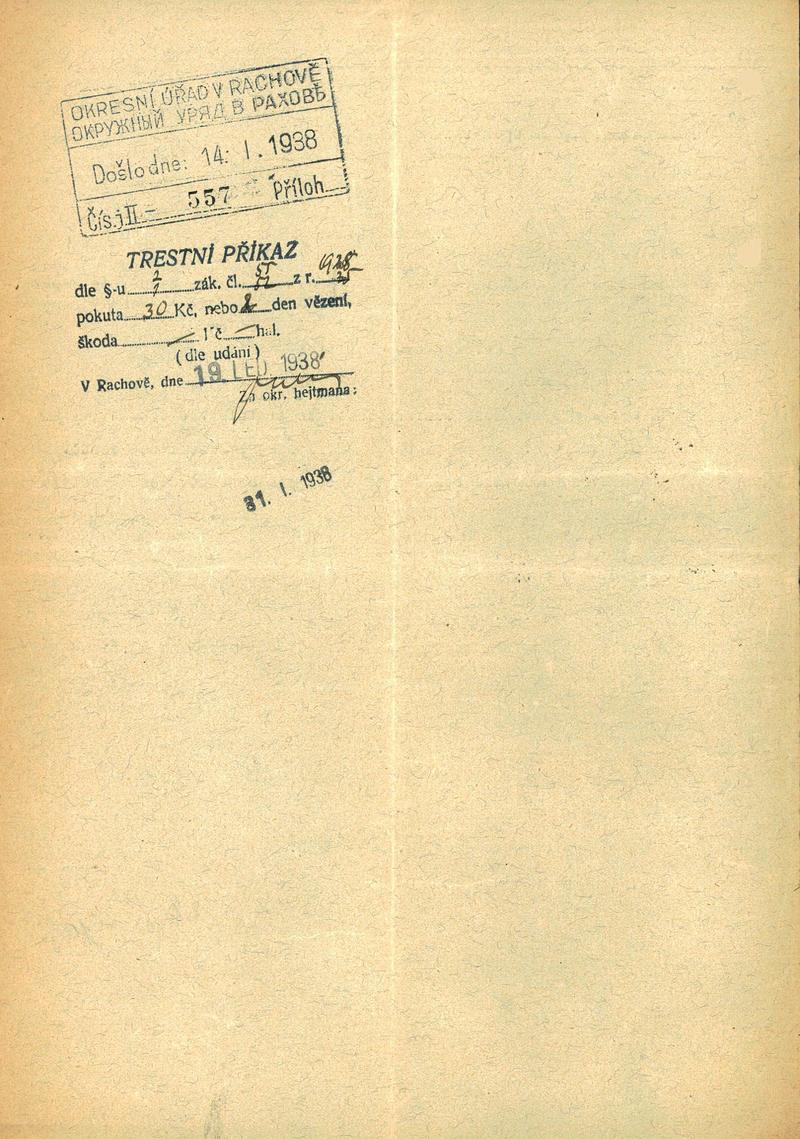 OKRESNÍ ÚŘAD V RACHOVĚ
ОКРУЖНЫЙ УРЯД В РАХОВѢ
Došlo dne: 14. I. 1938
Čís.j II - 557 Příloh
TRESTNÍ PŘÍKAZ
dle §-u zák. čl. z r. 1928
pokuta 30 Kč, nebo den vězení,
škoda Kč hal.
(dle udání)
V Rachově, dne 19 LED 1938
Za okr. hejtmana:
31. I. 1938